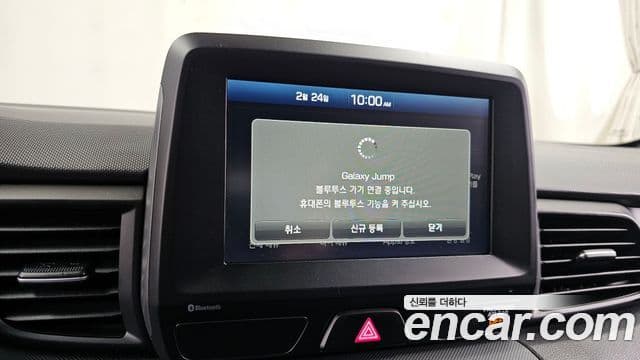 2월 24일 10:00 AM
Galaxy Jump
블루투스 기기 연결 중입니다.
휴대폰의 블루투스 기능을 켜 주십시오.
취소 신규 등록 닫기
Bluetooth
신뢰를 더하다
encar.com